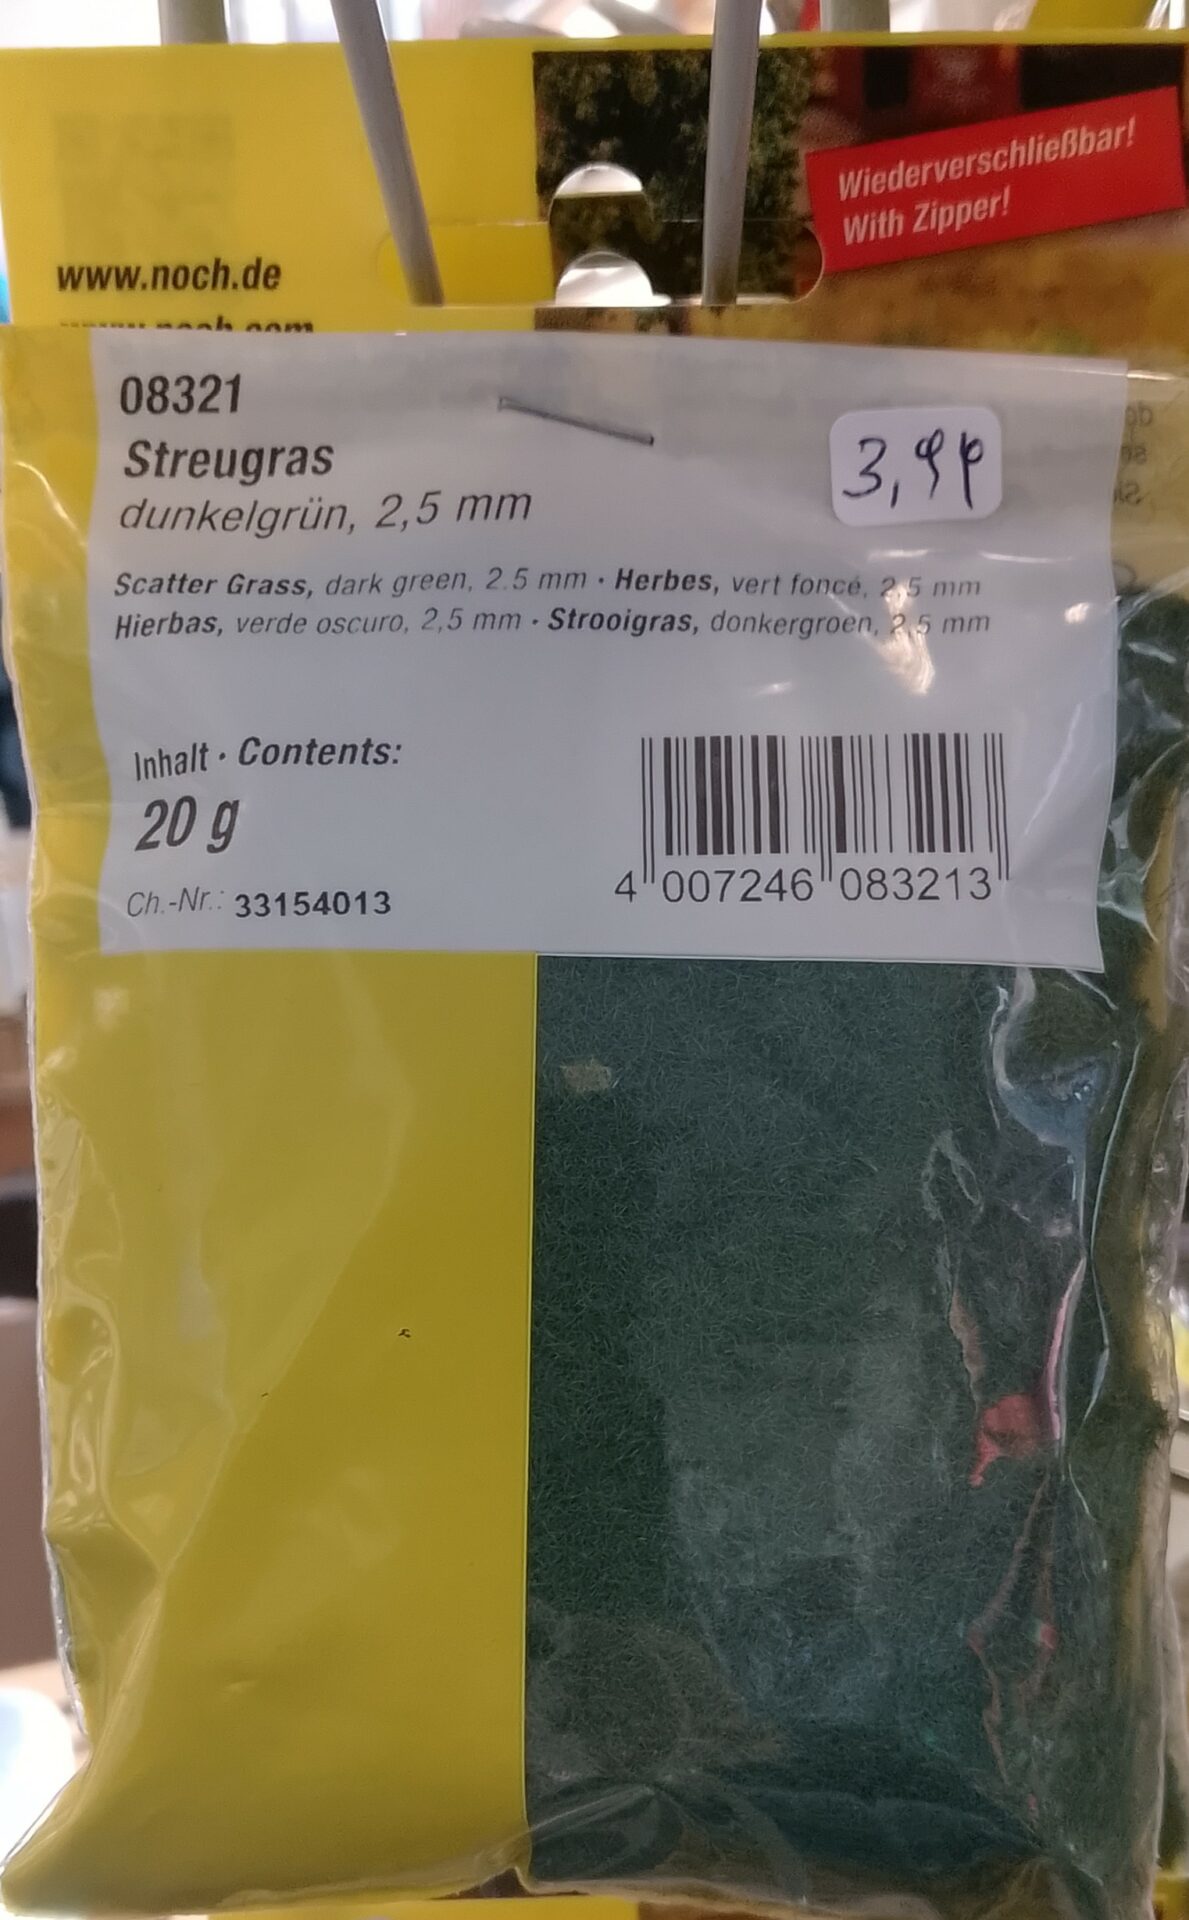 Wiederverschließbar!
With Zipper!
www.noch.de
08321
Streugras
dunkelgrün, 2,5 mm
3,99
Scatter Grass, dark green, 2.5 mm · Herbes, vert foncé, 2,5 mm
Hierbas, verde oscuro, 2,5 mm · Strooigras, donkergroen, 2,5 mm
Inhalt · Contents:
20 g
Ch.-Nr.: 33154013
4 007246 083213